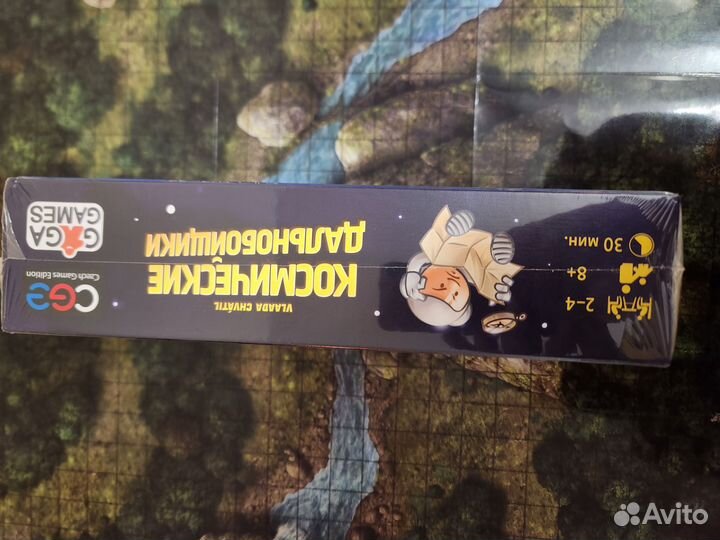 VLAADA CHVÁTIL
КОСМИЧЕСКИЕ
ДАЛЬНОБОЙЩИКИ
2–4
8+
30 МИН.
CGE
Czech Games Edition
GAGA
GAMES
Avito